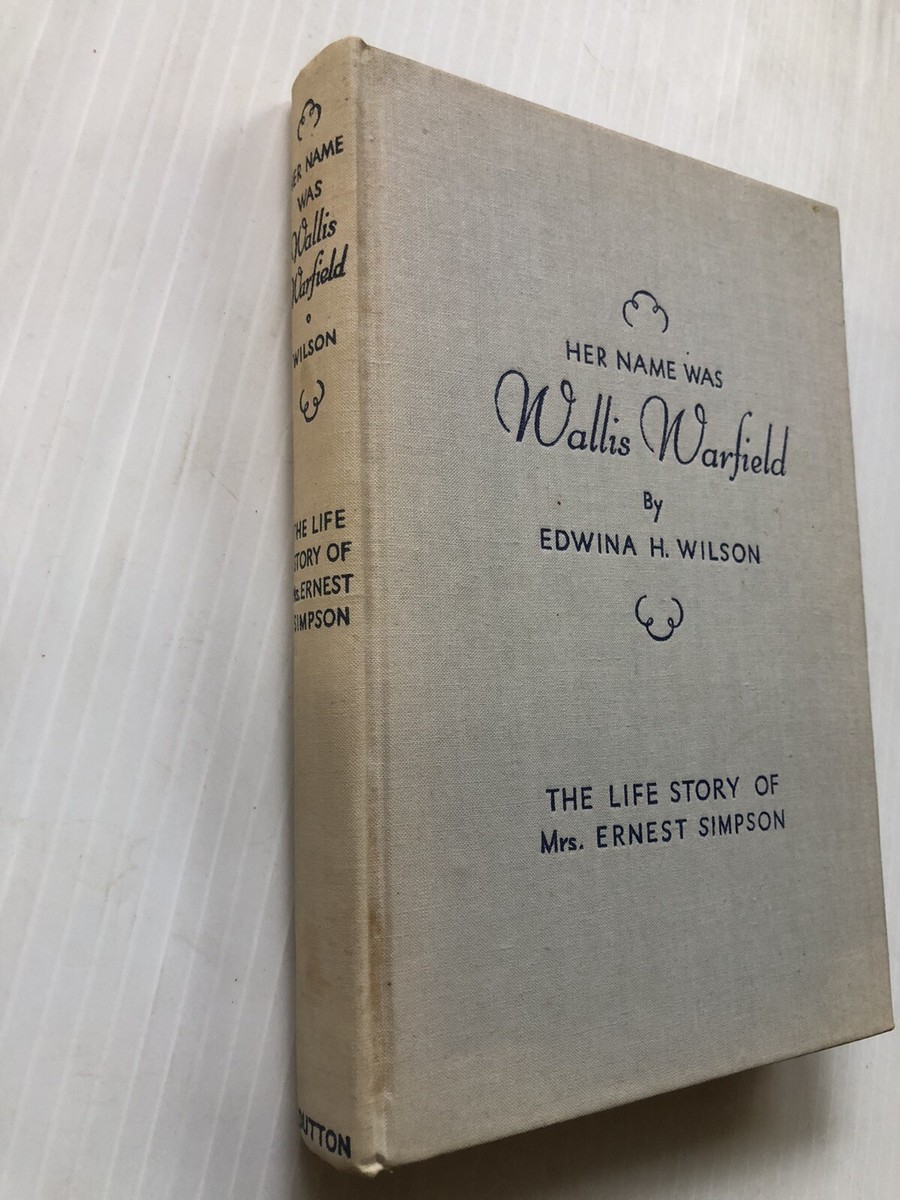 HER NAME
WAS
Wallis
Warfield
WILSON
THE LIFE
STORY OF
Mrs. ERNEST
SIMPSON
DUTTON
HER NAME WAS
Wallis Warfield
By
EDWINA H. WILSON
THE LIFE STORY OF
Mrs. ERNEST SIMPSON